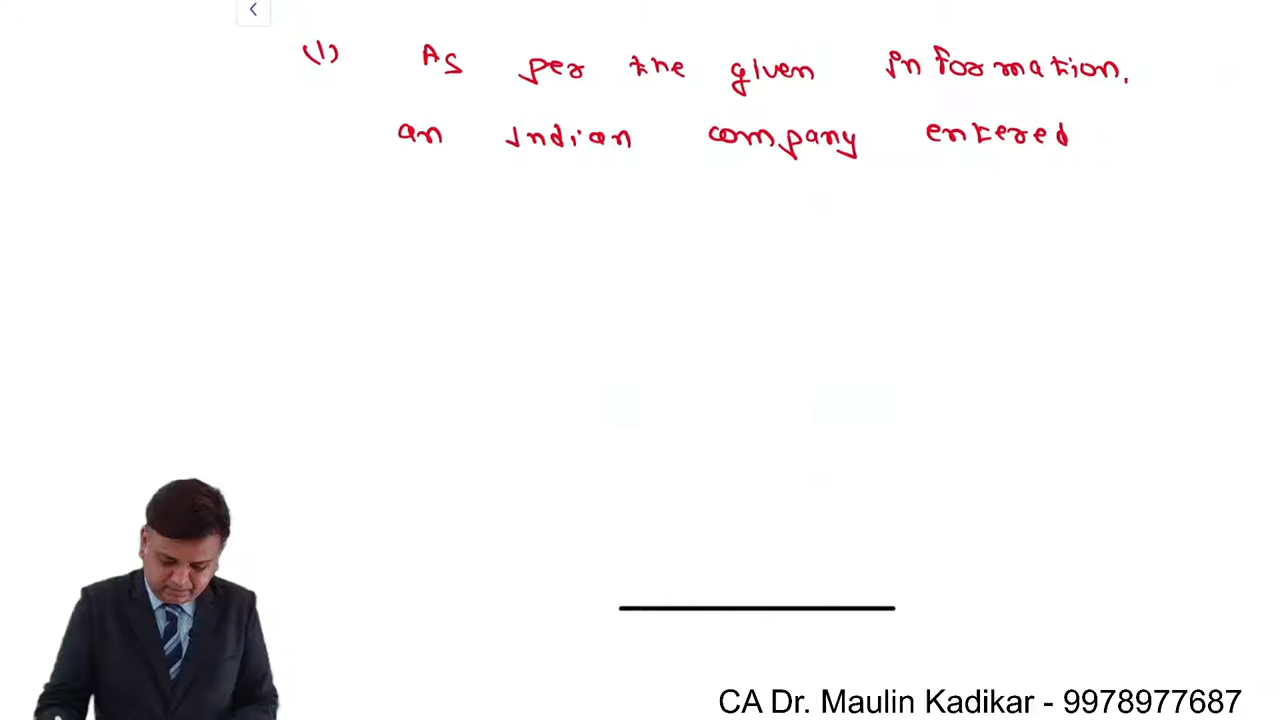 (1) As per the given information,
an Indian company entered
CA Dr. Maulin Kadikar - 9978977687